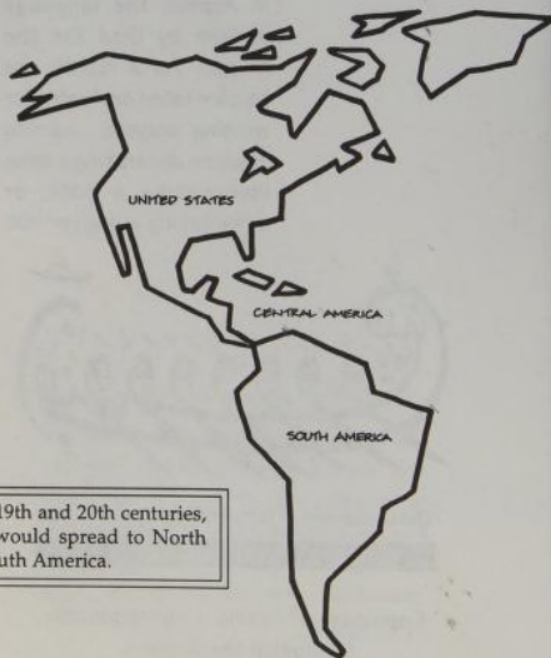 UNITED STATES
CENTRAL AMERICA
SOUTH AMERICA
19th and 20th centuries,
would spread to North
uth America.